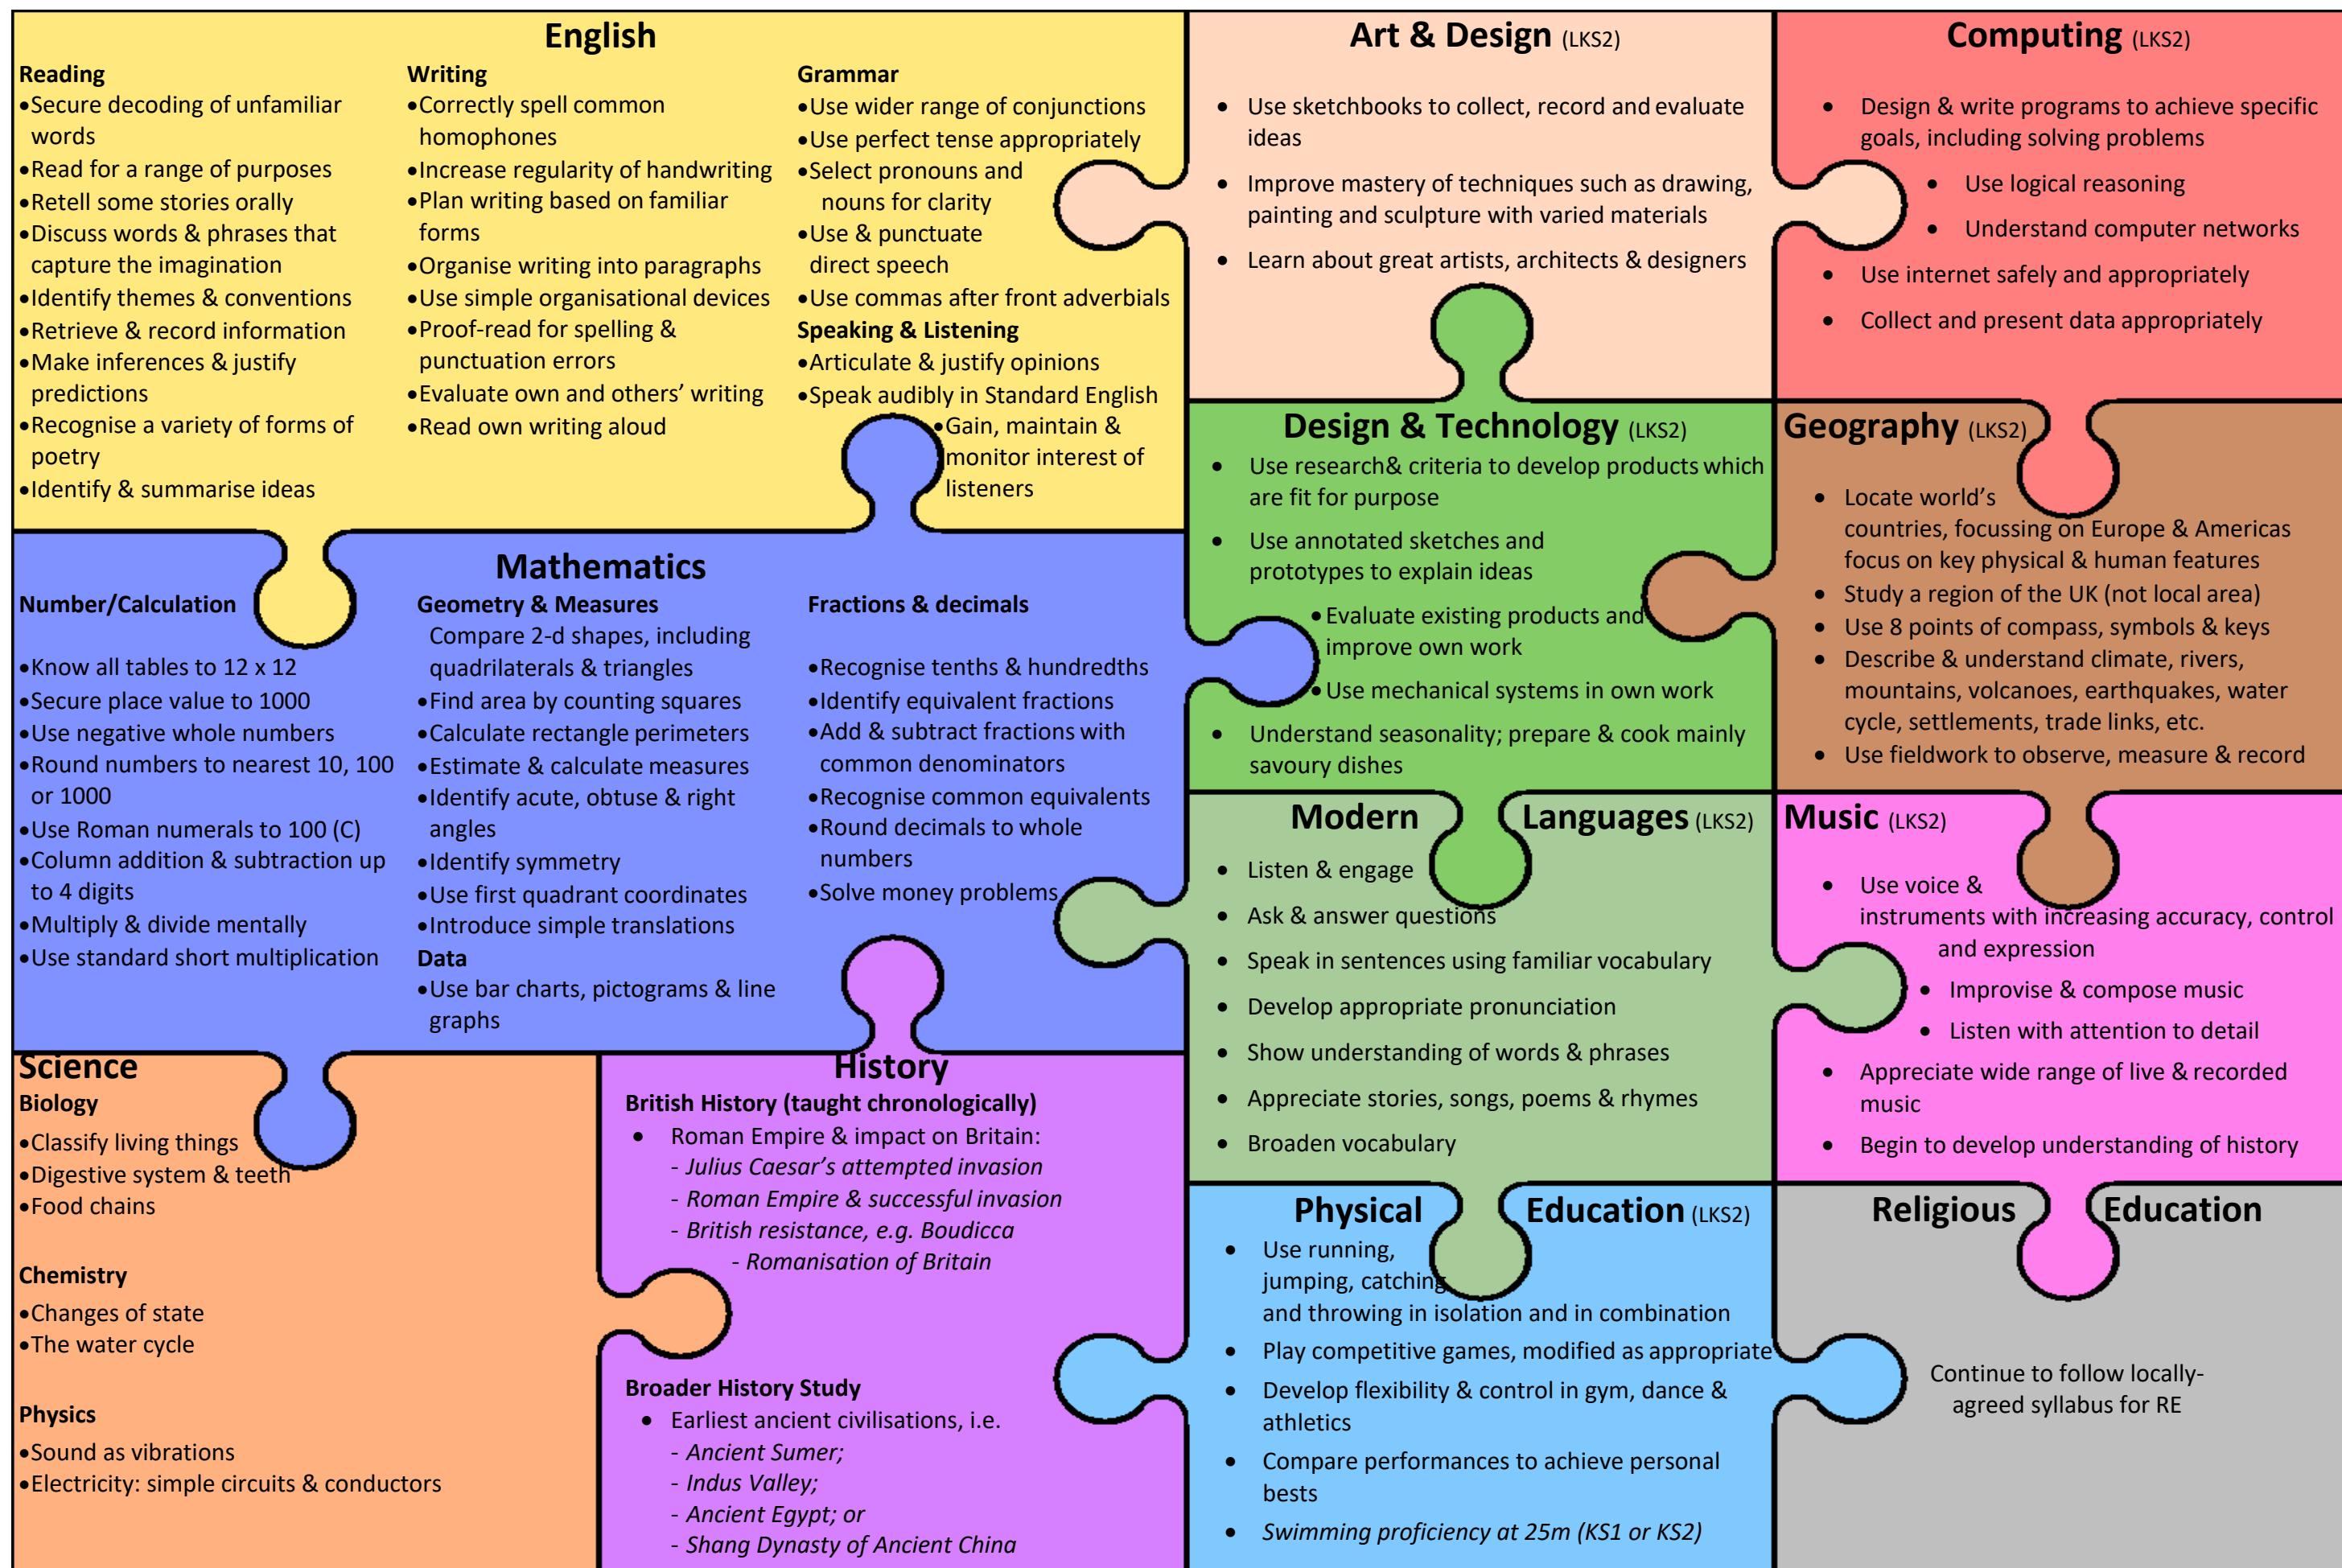 English
Reading
•Secure decoding of unfamiliar
words
•Read for a range of purposes
•Retell some stories orally
•Discuss words & phrases that
capture the imagination
•Identify themes & conventions
•Retrieve & record information
•Make inferences & justify
predictions
•Recognise a variety of forms of
poetry
•Identify & summarise ideas
Writing
•Correctly spell common
homophones
•Increase regularity of handwriting
•Plan writing based on familiar
forms
•Organise writing into paragraphs
•Use simple organisational devices
•Proof-read for spelling &
punctuation errors
•Evaluate own and others’ writing
•Read own writing aloud
Grammar
•Use wider range of conjunctions
•Use perfect tense appropriately
•Select pronouns and
nouns for clarity
•Use & punctuate
direct speech
•Use commas after front adverbials
Speaking & Listening
•Articulate & justify opinions
•Speak audibly in Standard English
•Gain, maintain &
monitor interest of
listeners
Art & Design (LKS2)
• Use sketchbooks to collect, record and evaluate
ideas
• Improve mastery of techniques such as drawing,
painting and sculpture with varied materials
• Learn about great artists, architects & designers
Computing (LKS2)
• Design & write programs to achieve specific
goals, including solving problems
• Use logical reasoning
• Understand computer networks
• Use internet safely and appropriately
• Collect and present data appropriately
Mathematics
Number/Calculation
•Know all tables to 12 x 12
•Secure place value to 1000
•Use negative whole numbers
•Round numbers to nearest 10, 100
or 1000
•Use Roman numerals to 100 (C)
•Column addition & subtraction up
to 4 digits
•Multiply & divide mentally
•Use standard short multiplication
Geometry & Measures
Compare 2-d shapes, including
quadrilaterals & triangles
•Find area by counting squares
•Calculate rectangle perimeters
•Estimate & calculate measures
•Identify acute, obtuse & right
angles
•Identify symmetry
•Use first quadrant coordinates
•Introduce simple translations
Data
•Use bar charts, pictograms & line
graphs
Fractions & decimals
•Recognise tenths & hundredths
•Identify equivalent fractions
•Add & subtract fractions with
common denominators
•Recognise common equivalents
•Round decimals to whole
numbers
•Solve money problems
Design & Technology (LKS2)
• Use research& criteria to develop products which
are fit for purpose
• Use annotated sketches and
prototypes to explain ideas
•Evaluate existing products and
improve own work
•Use mechanical systems in own work
• Understand seasonality; prepare & cook mainly
savoury dishes
Geography (LKS2)
• Locate world’s
countries, focussing on Europe & Americas
focus on key physical & human features
• Study a region of the UK (not local area)
• Use 8 points of compass, symbols & keys
• Describe & understand climate, rivers,
mountains, volcanoes, earthquakes, water
cycle, settlements, trade links, etc.
• Use fieldwork to observe, measure & record
Modern Languages (LKS2)
• Listen & engage
• Ask & answer questions
• Speak in sentences using familiar vocabulary
• Develop appropriate pronunciation
• Show understanding of words & phrases
• Appreciate stories, songs, poems & rhymes
• Broaden vocabulary
Music (LKS2)
• Use voice &
instruments with increasing accuracy, control
and expression
• Improvise & compose music
• Listen with attention to detail
• Appreciate wide range of live & recorded
music
• Begin to develop understanding of history
Science
Biology
•Classify living things
•Digestive system & teeth
•Food chains
Chemistry
•Changes of state
•The water cycle
Physics
•Sound as vibrations
•Electricity: simple circuits & conductors
History
British History (taught chronologically)
• Roman Empire & impact on Britain:
- Julius Caesar’s attempted invasion
- Roman Empire & successful invasion
- British resistance, e.g. Boudicca
- Romanisation of Britain
Broader History Study
• Earliest ancient civilisations, i.e.
- Ancient Sumer;
- Indus Valley;
- Ancient Egypt; or
- Shang Dynasty of Ancient China
Physical Education (LKS2)
• Use running,
jumping, catching
and throwing in isolation and in combination
• Play competitive games, modified as appropriate
• Develop flexibility & control in gym, dance &
athletics
• Compare performances to achieve personal
bests
• Swimming proficiency at 25m (KS1 or KS2)
Religious Education
Continue to follow locally-
agreed syllabus for RE